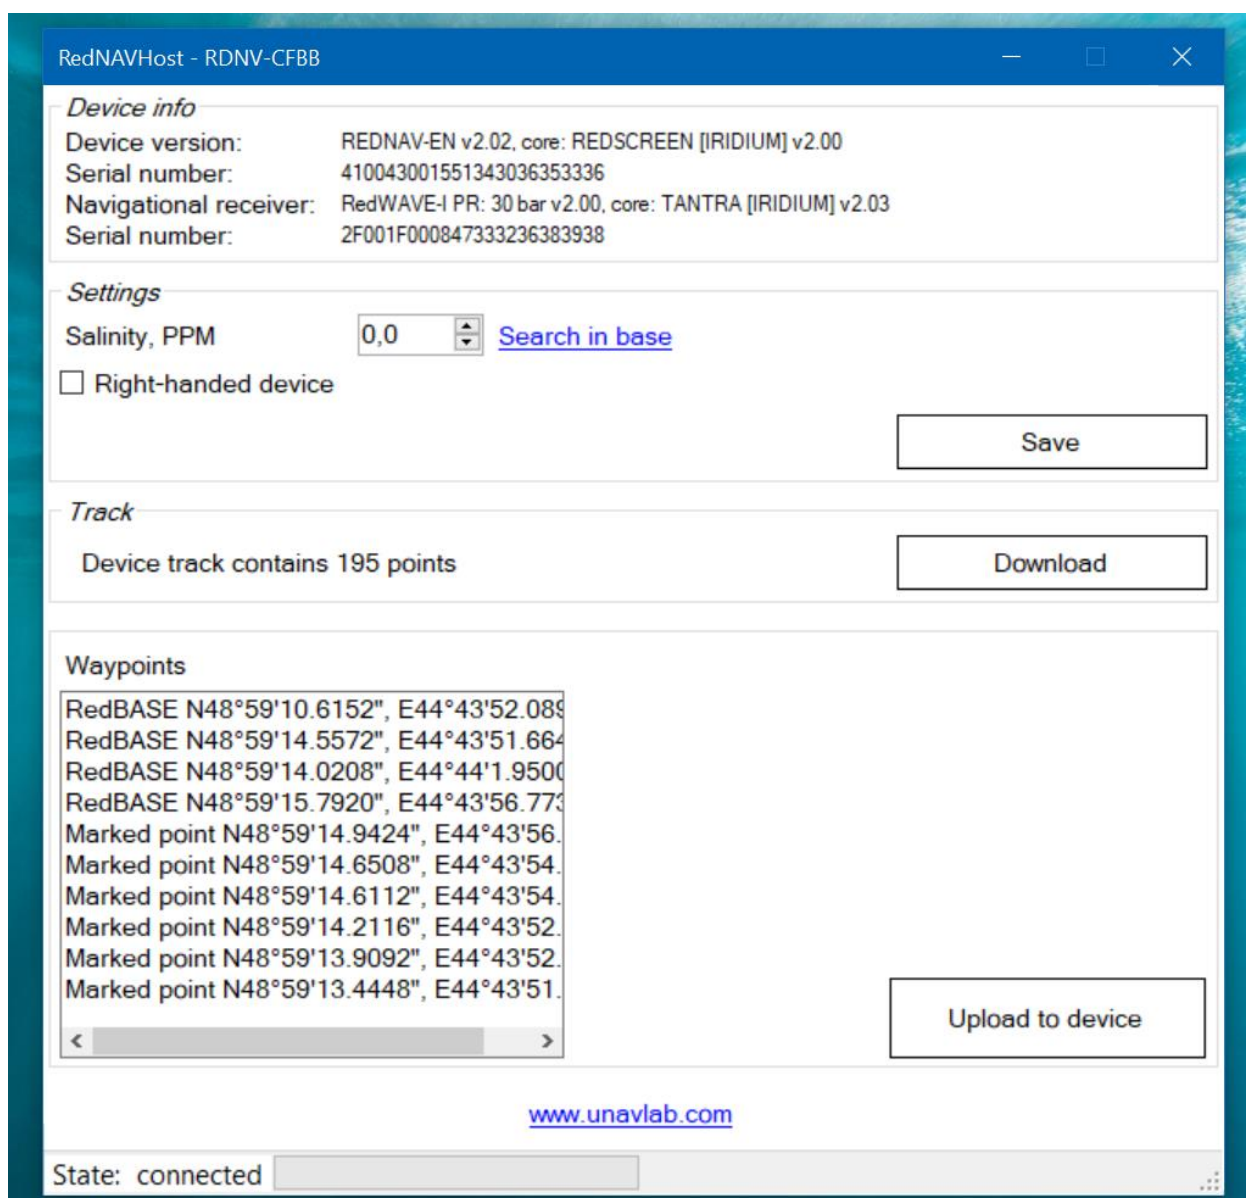 RedNAVHost - RDNV-CFBB
Device info
Device version: REDNAV-EN v2.02, core: REDSCREEN [IRIDIUM] v2.00
Serial number: 410043001551343036353336
Navigational receiver: RedWAVE-I PR: 30 bar v2.00, core: TANTRA [IRIDIUM] v2.03
Serial number: 2F001F000847333236383938
Settings
Salinity, PPM 0,0 Search in base
Right-handed device
Save
Track
Device track contains 195 points Download
Waypoints
RedBASE N48°59'10.6152", E44°43'52.089
RedBASE N48°59'14.5572", E44°43'51.664
RedBASE N48°59'14.0208", E44°44'1.9500
RedBASE N48°59'15.7920", E44°43'56.773
Marked point N48°59'14.9424", E44°43'56.
Marked point N48°59'14.6508", E44°43'54.
Marked point N48°59'14.6112", E44°43'54.
Marked point N48°59'14.2116", E44°43'52.
Marked point N48°59'13.9092", E44°43'52.
Marked point N48°59'13.4448", E44°43'51.
Upload to device
www.unavlab.com
State: connected